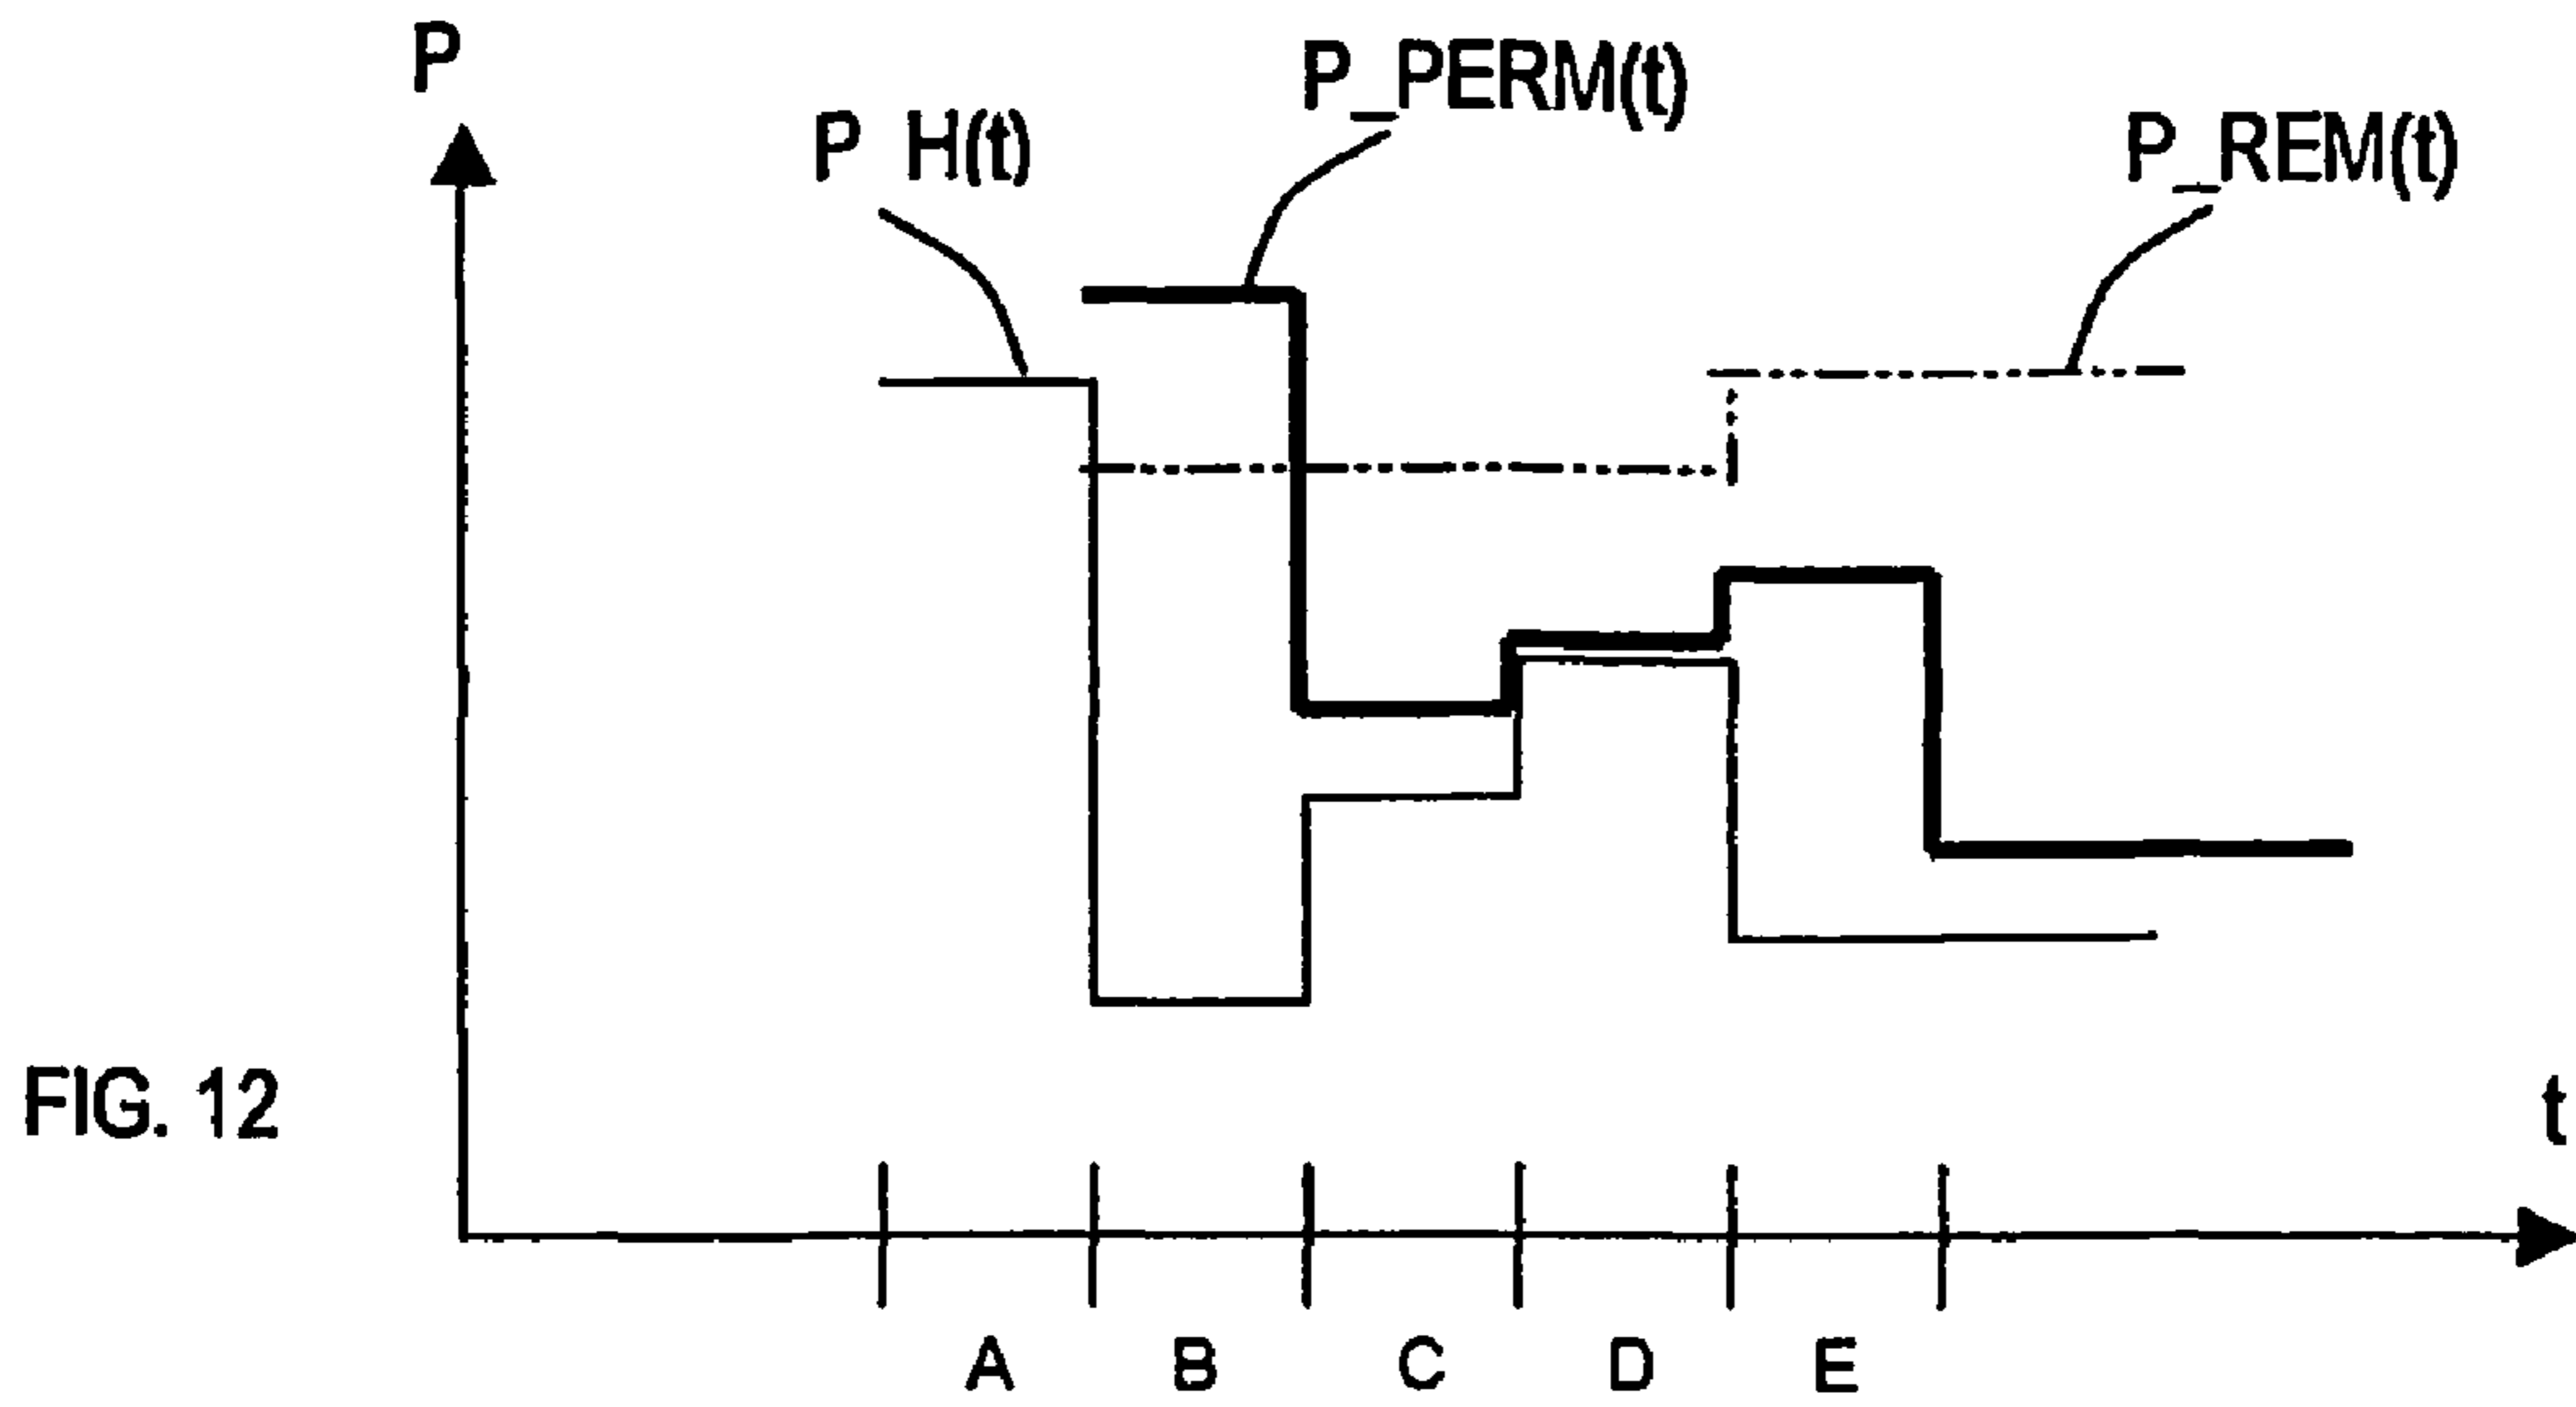 P
P_PERM(t)
P H(t)
P_REM(t)
FIG. 12
t
A B C D E